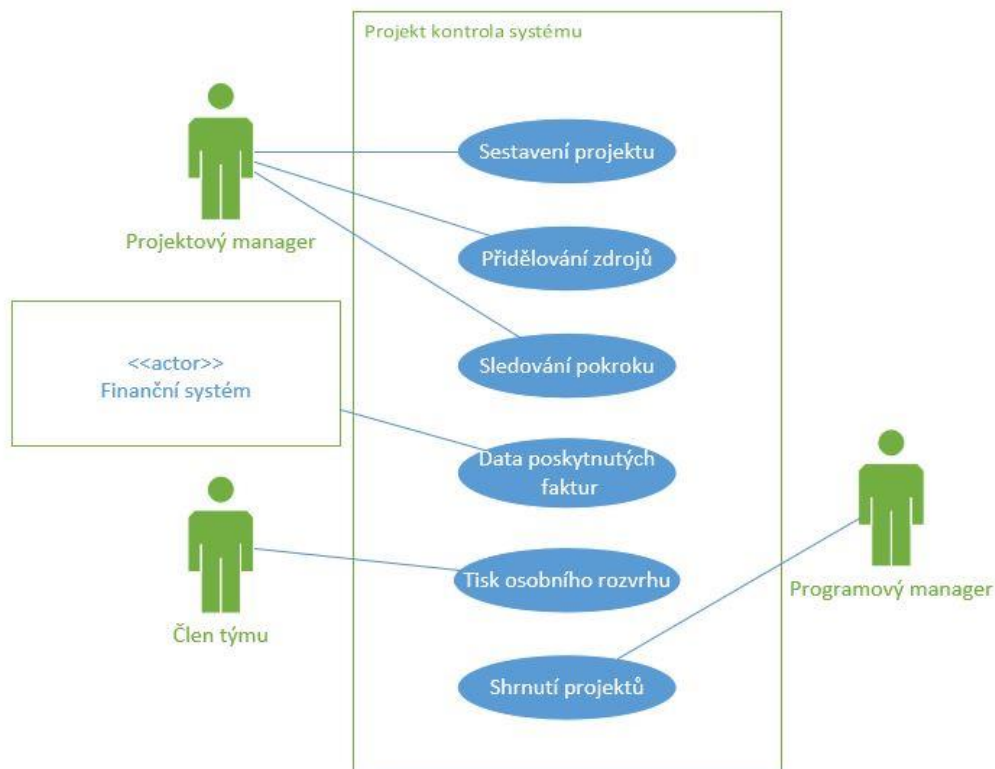 Projekt kontrola systému
Sestavení projektu
Projektový manager
Přidělování zdrojů
<<actor>>
Finanční systém
Sledování pokroku
Data poskytnutých
faktur
Tisk osobního rozvrhu
Programový manager
Člen týmu
Shrnutí projektů